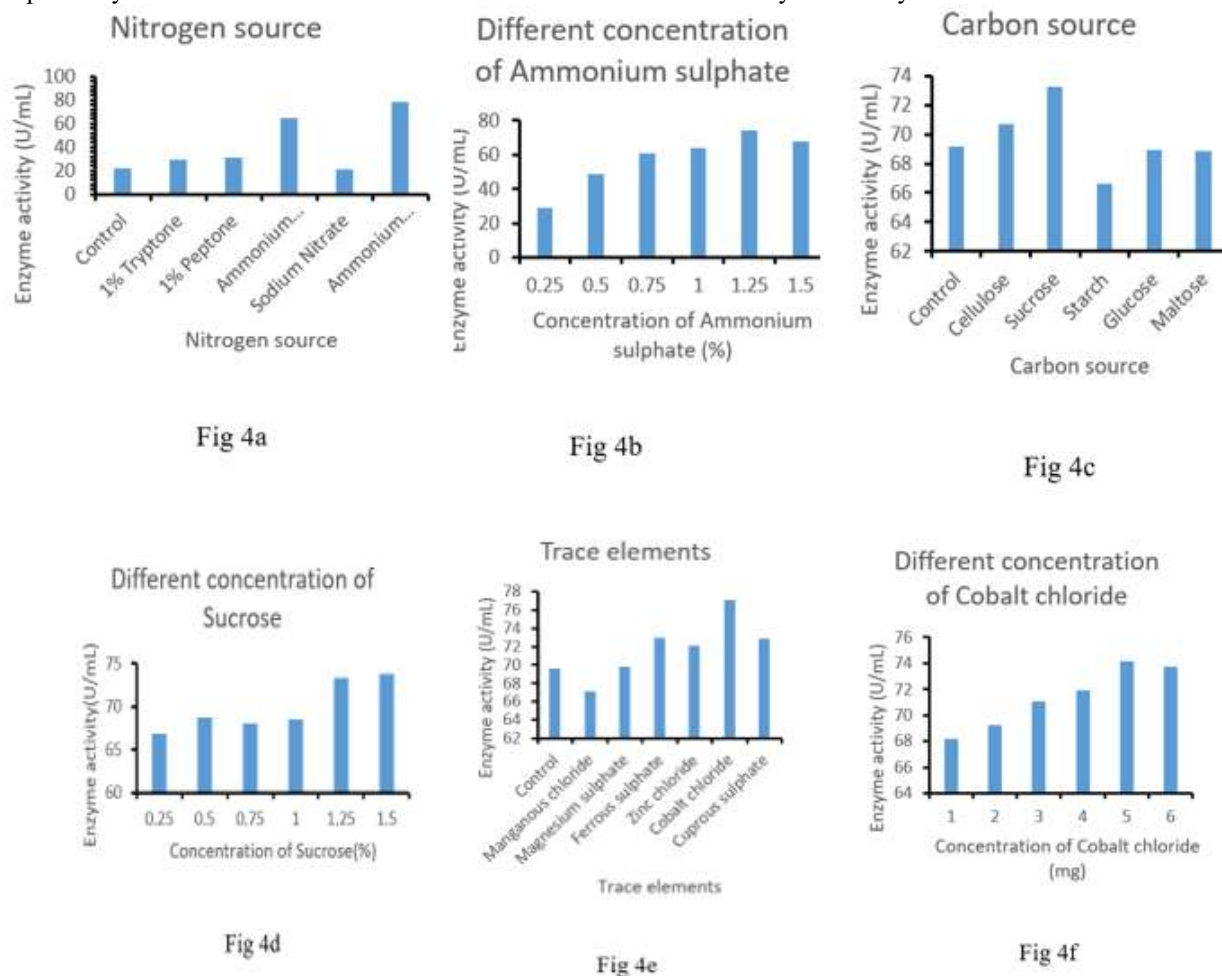 Nitrogen source
Enzyme activity (U/mL)
100
80
60
40
20
0
Control
1% Tryptone
1% Peptone
Ammonium...
Sodium Nitrate
Ammonium...
Nitrogen source
Fig 4a
Different concentration
of Ammonium sulphate
Enzyme activity (U/mL)
80
60
40
20
0
0.25 0.5 0.75 1 1.25 1.5
Concentration of Ammonium
sulphate (%)
Fig 4b
Carbon source
Enzyme activity (U/mL)
74
72
70
68
66
64
62
Control
Cellulose
Sucrose
Starch
Glucose
Maltose
Carbon source
Fig 4c
Different concentration of
Sucrose
Enzyme activity(U/mL)
75
70
65
60
0.25 0.5 0.75 1 1.25 1.5
Concentration of Sucrose(%)
Fig 4d
Trace elements
Enzyme activity (U/mL)
78
76
74
72
70
68
66
64
62
Control
Manganous chloride
Magnesium sulphate
Ferrous sulphate
Zinc chloride
Cobalt chloride
Cuprous sulphate
Trace elements
Fig 4e
Different concentration
of Cobalt chloride
Enzyme activity (U/mL)
76
74
72
70
68
66
64
1 2 3 4 5 6
Concentration of Cobalt chloride
(mg)
Fig 4f